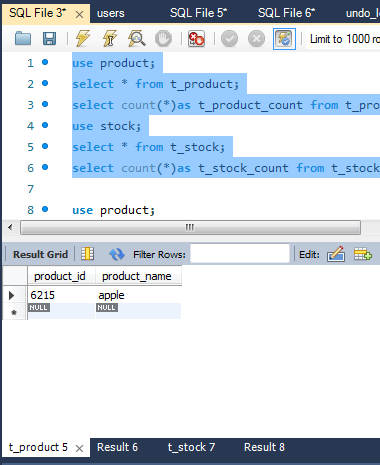 SQL File 3* users SQL File 5* SQL File 6*
Limit to 1000
1 use product;
2 select * from t_product;
3 select count(*)as t_product_count from
4 use stock;
5 select * from t_stock;
6 select count(*)as t_stock_count from t_stock
7
8 use product;
Result Grid Filter Rows: Edit:
product_id product_name
6215 apple
NULL NULL
t_product 5 Result 6 t_stock 7 Result 8